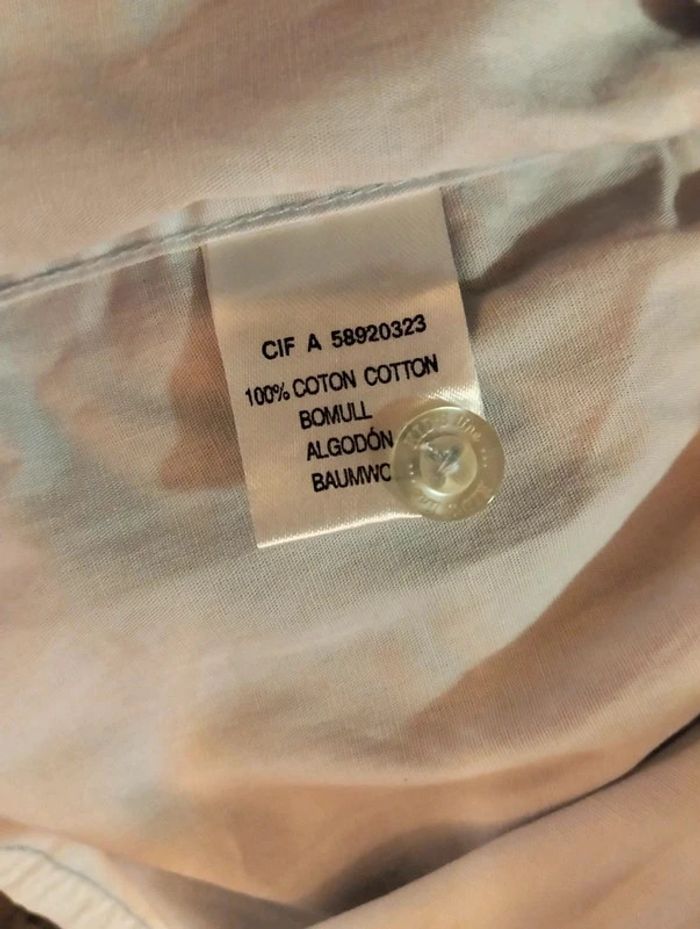 CIF A 58920323
100% COTON COTTON
BOMULL
ALGODÓN
BAUMWO